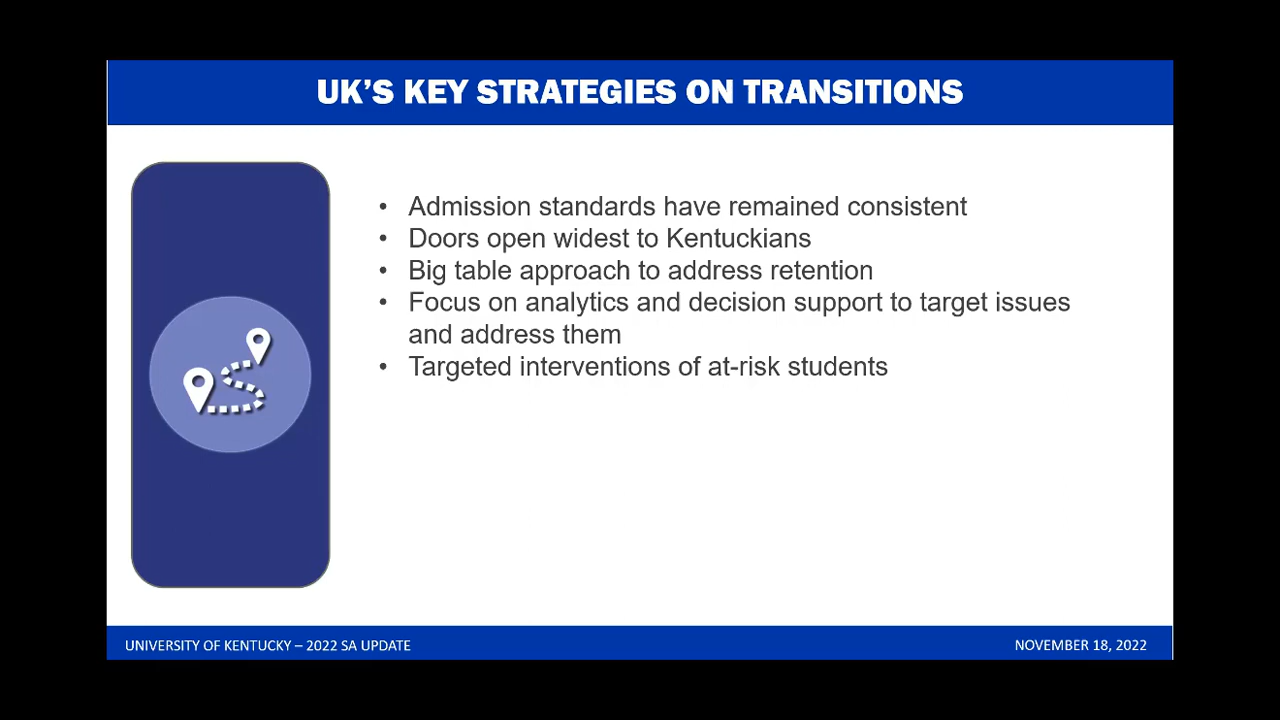 UK’S KEY STRATEGIES ON TRANSITIONS
• Admission standards have remained consistent
• Doors open widest to Kentuckians
• Big table approach to address retention
• Focus on analytics and decision support to target issues
and address them
• Targeted interventions of at-risk students
UNIVERSITY OF KENTUCKY – 2022 SA UPDATE
NOVEMBER 18, 2022